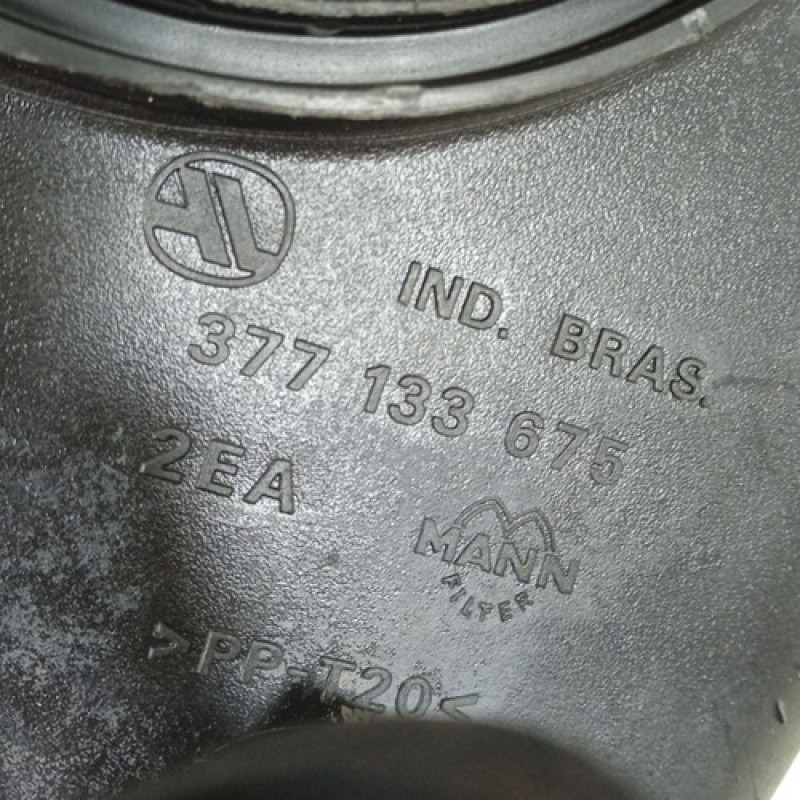 IND. BRAS.
377 133 675
2EA
MANN
FILTER
>PP-T20<